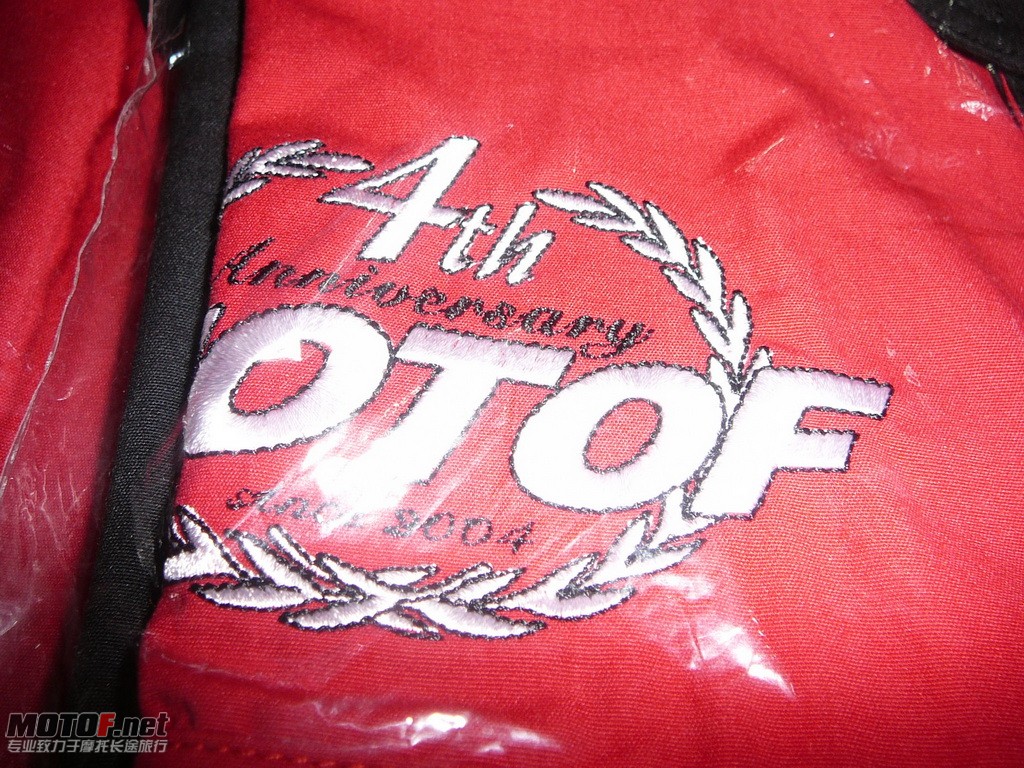 4th
Anniversary
OTOF
since 2004
MOTOF.net
专业致力于摩托长途旅行